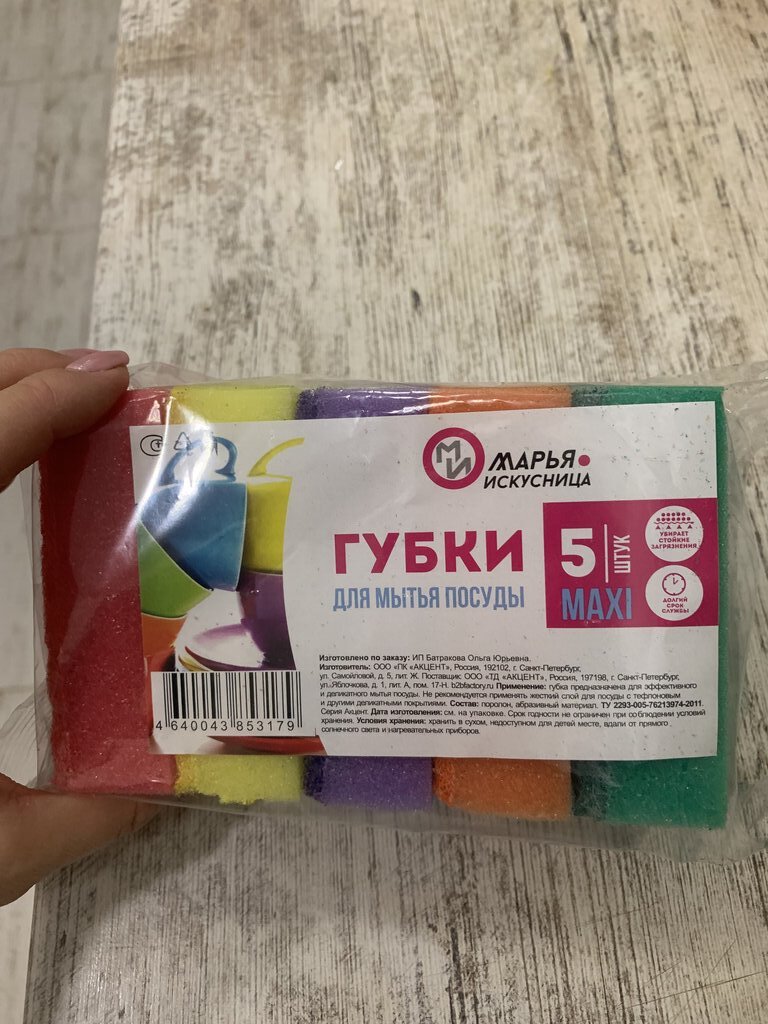 МИ МАРЬЯ
ИСКУСНИЦА
ГУБКИ
ДЛЯ МЫТЬЯ ПОСУДЫ
5 ШТУК
MAXI
УБИРАЕТ
СТОЙКИЕ
ЗАГРЯЗНЕНИЯ
ДОЛГИЙ
СРОК
СЛУЖБЫ
Изготовлено по заказу: ИП Батракова Ольга Юрьевна.
Изготовитель: ООО «ПК «АКЦЕНТ», Россия, 192102, г. Санкт-Петербург,
ул. Самойловой, д. 5, лит. Ж. Поставщик: ООО «ТД «АКЦЕНТ», Россия, 197198, г. Санкт-Петербург,
ул. Яблочкова, д. 1, лит. А, пом. 17-Н. b2bfactory.ru Применение: губка предназначена для эффективного
и деликатного мытья посуды. Не рекомендуется применять жесткий слой для посуды с тефлоновым
и другими деликатными покрытиями. Состав: поролон, абразивный материал. ТУ 2293-005-76213974-2011.
Серия Акцент. Дата изготовления: см. на упаковке. Срок годности не ограничен при соблюдении условий
хранения. Условия хранения: хранить в сухом, недоступном для детей месте, вдали от прямого
солнечного света и нагревательных приборов.
4 640043 853179